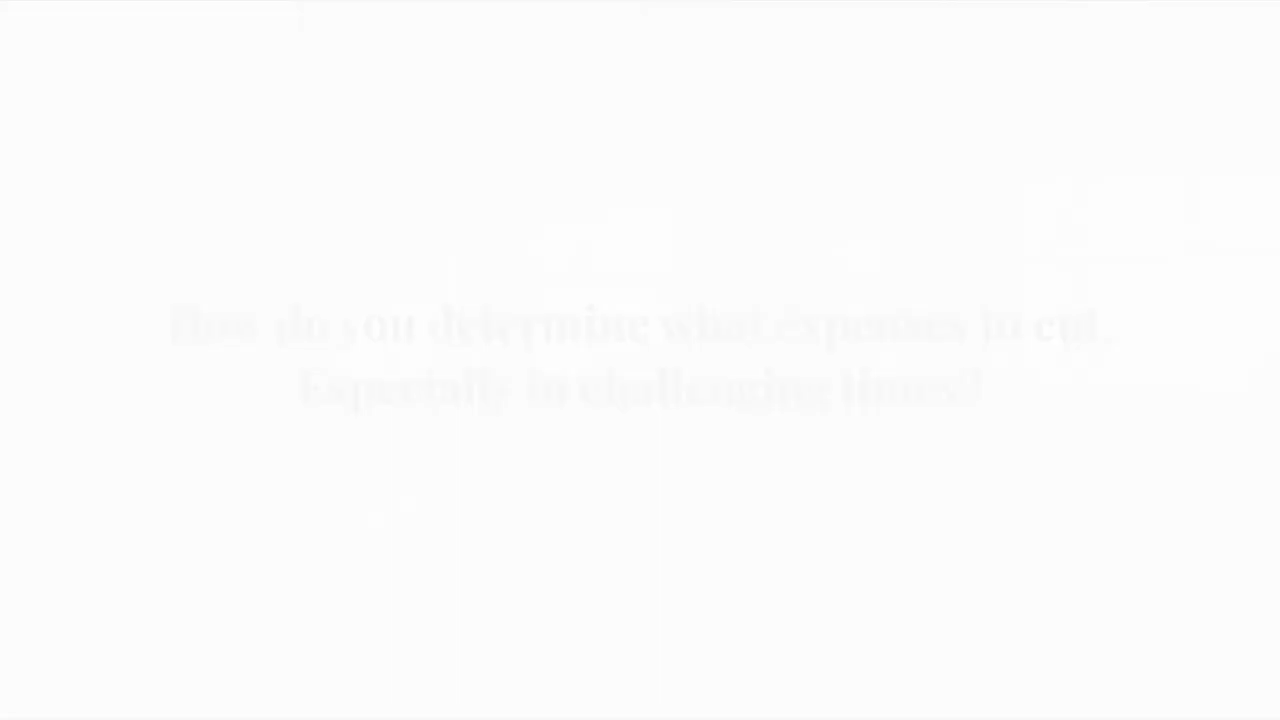 How do you determine what expenses to cut.
Especially in challenging times?